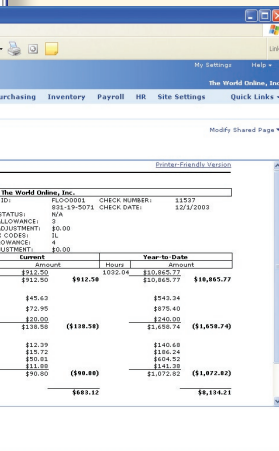 Link
My Settings Help
The World Online, Inc
urchasing Inventory Payroll HR Site Settings Quick Links
Modify Shared Page
Printer-Friendly Version
The World Online, Inc.
ID: FLO00001 CHECK NUMBER: 11537
831-19-5071 CHECK DATE: 12/1/2003
STATUS: N/A
ALLOWANCE: 3
ADJUSTMENT: $0.00
CODES: IL
OWANCE: 4
USTMENT: $0.00
Current Year-to-Date
Amount Hours Amount
$912.50 1032.04 $10,865.77
$912.50 $912.50 $10,865.77 $10,865.77
$45.63 $543.34
$72.95 $875.40
$20.00 $240.00
$138.58 ($138.58) $1,658.74 ($1,658.74)
$12.39 $140.68
$15.72 $186.24
$50.81 $604.52
$11.88 $141.38
$90.80 ($90.80) $1,072.82 ($1,072.82)
$683.12 $8,134.21